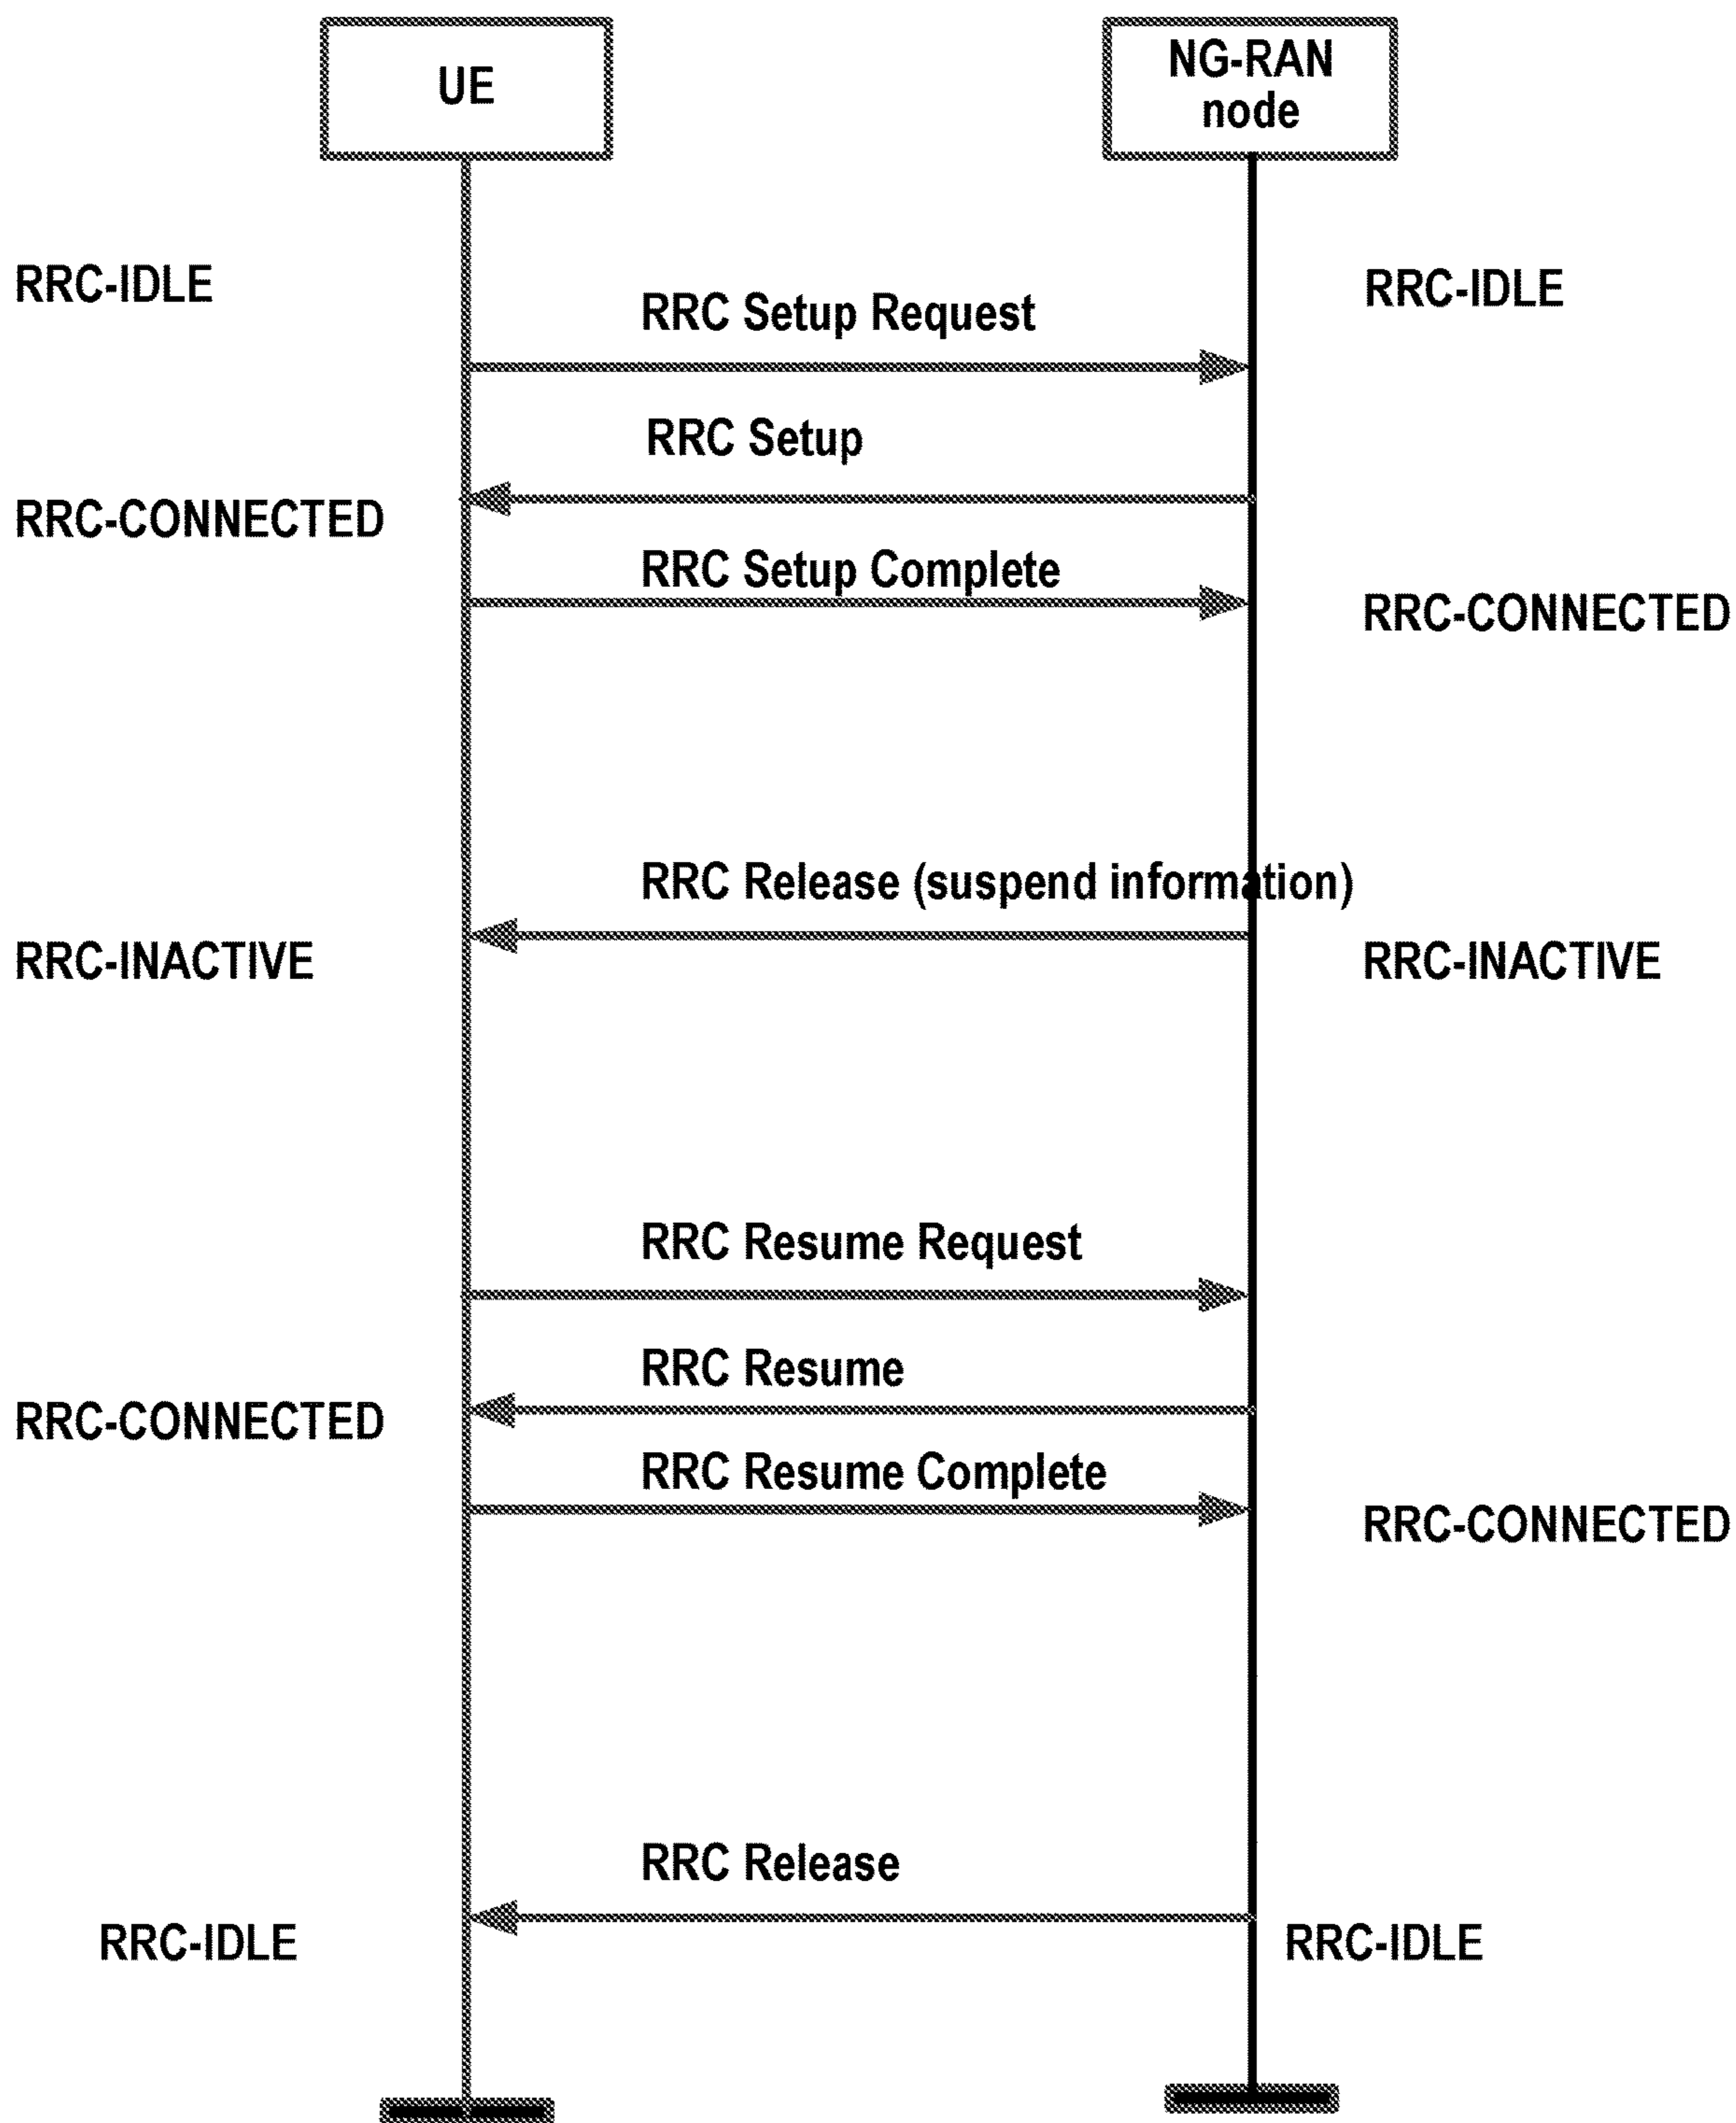 UE
NG-RAN
node
RRC-IDLE
RRC-IDLE
RRC Setup Request
RRC Setup
RRC-CONNECTED
RRC Setup Complete
RRC-CONNECTED
RRC Release (suspend information)
RRC-INACTIVE
RRC-INACTIVE
RRC Resume Request
RRC Resume
RRC-CONNECTED
RRC Resume Complete
RRC-CONNECTED
RRC Release
RRC-IDLE
RRC-IDLE